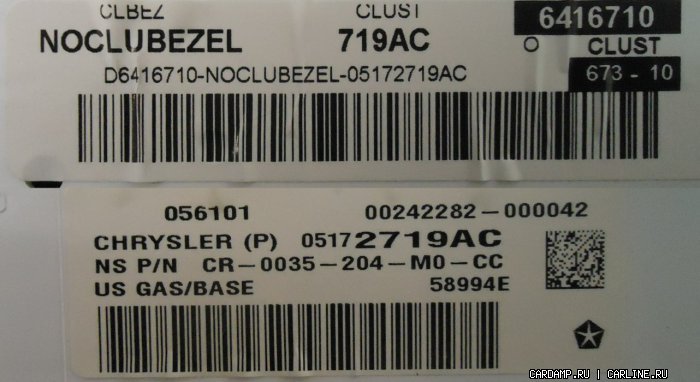 CLBEZ CLUST 6416710
NOCLUBEZEL 719AC O CLUST
D6416710-NOCLUBEZEL-05172719AC 673 - 10
056101 00242282-000042
CHRYSLER (P) 05172719AC
NS P/N CR-0035-204-M0-CC
US GAS/BASE 58994E
CARDAMP.RU | CARLINE.RU